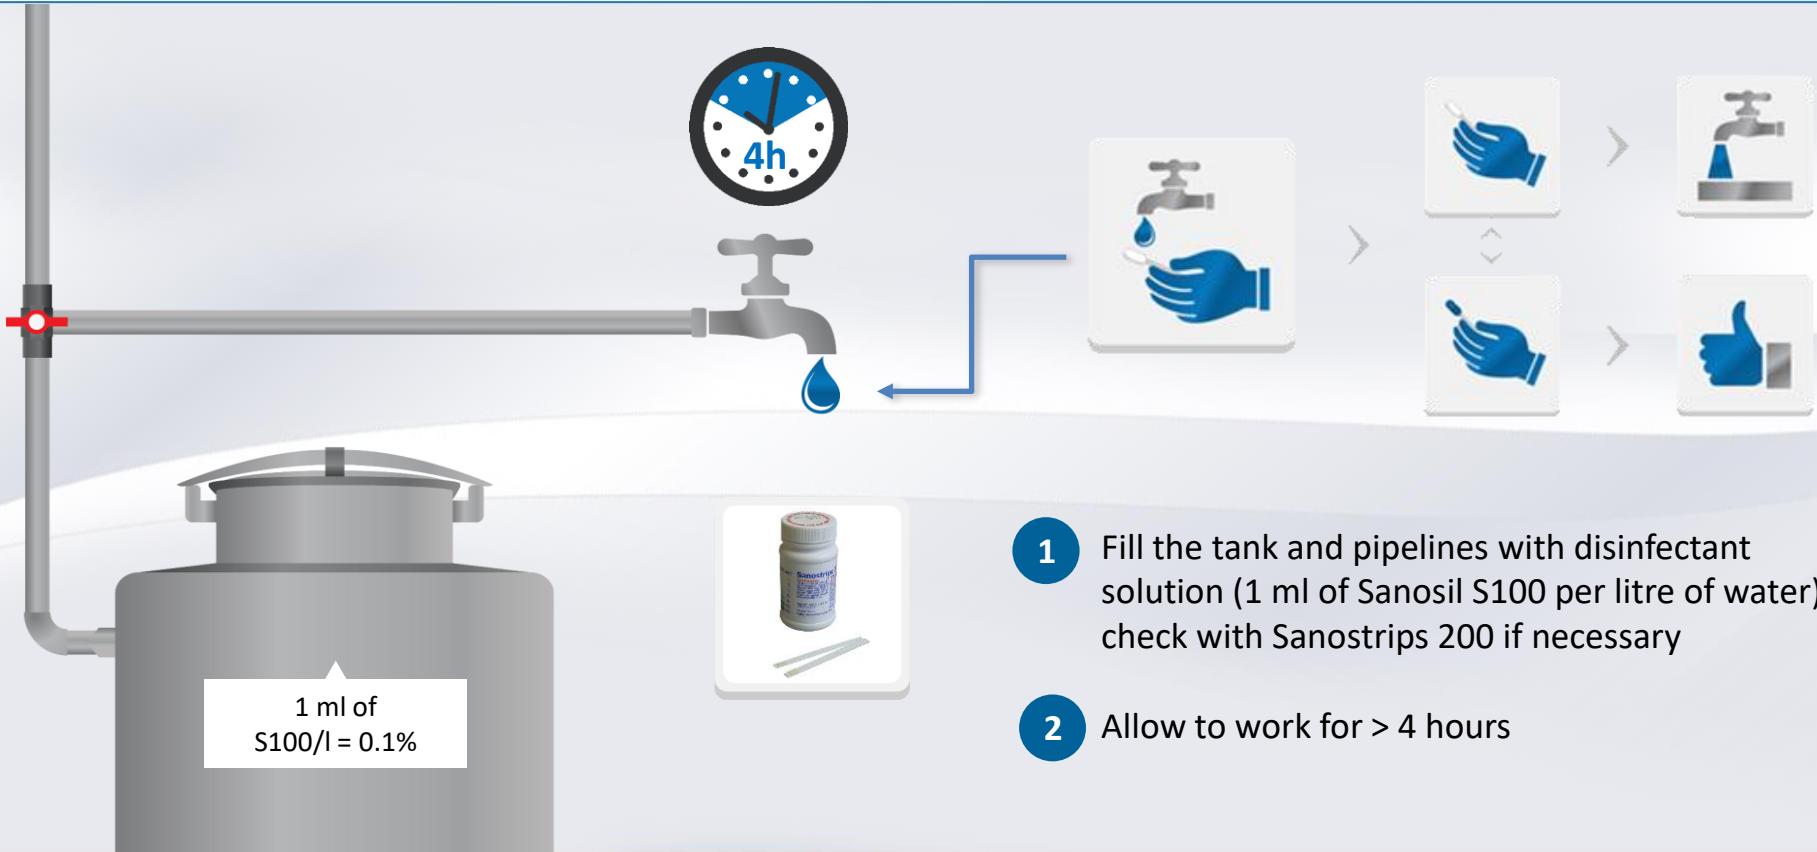 4h
Sanostrips
1
Fill the tank and pipelines with disinfectant
solution (1 ml of Sanosil S100 per litre of water)
check with Sanostrips 200 if necessary
1 ml of
S100/l = 0.1%
2
Allow to work for > 4 hours